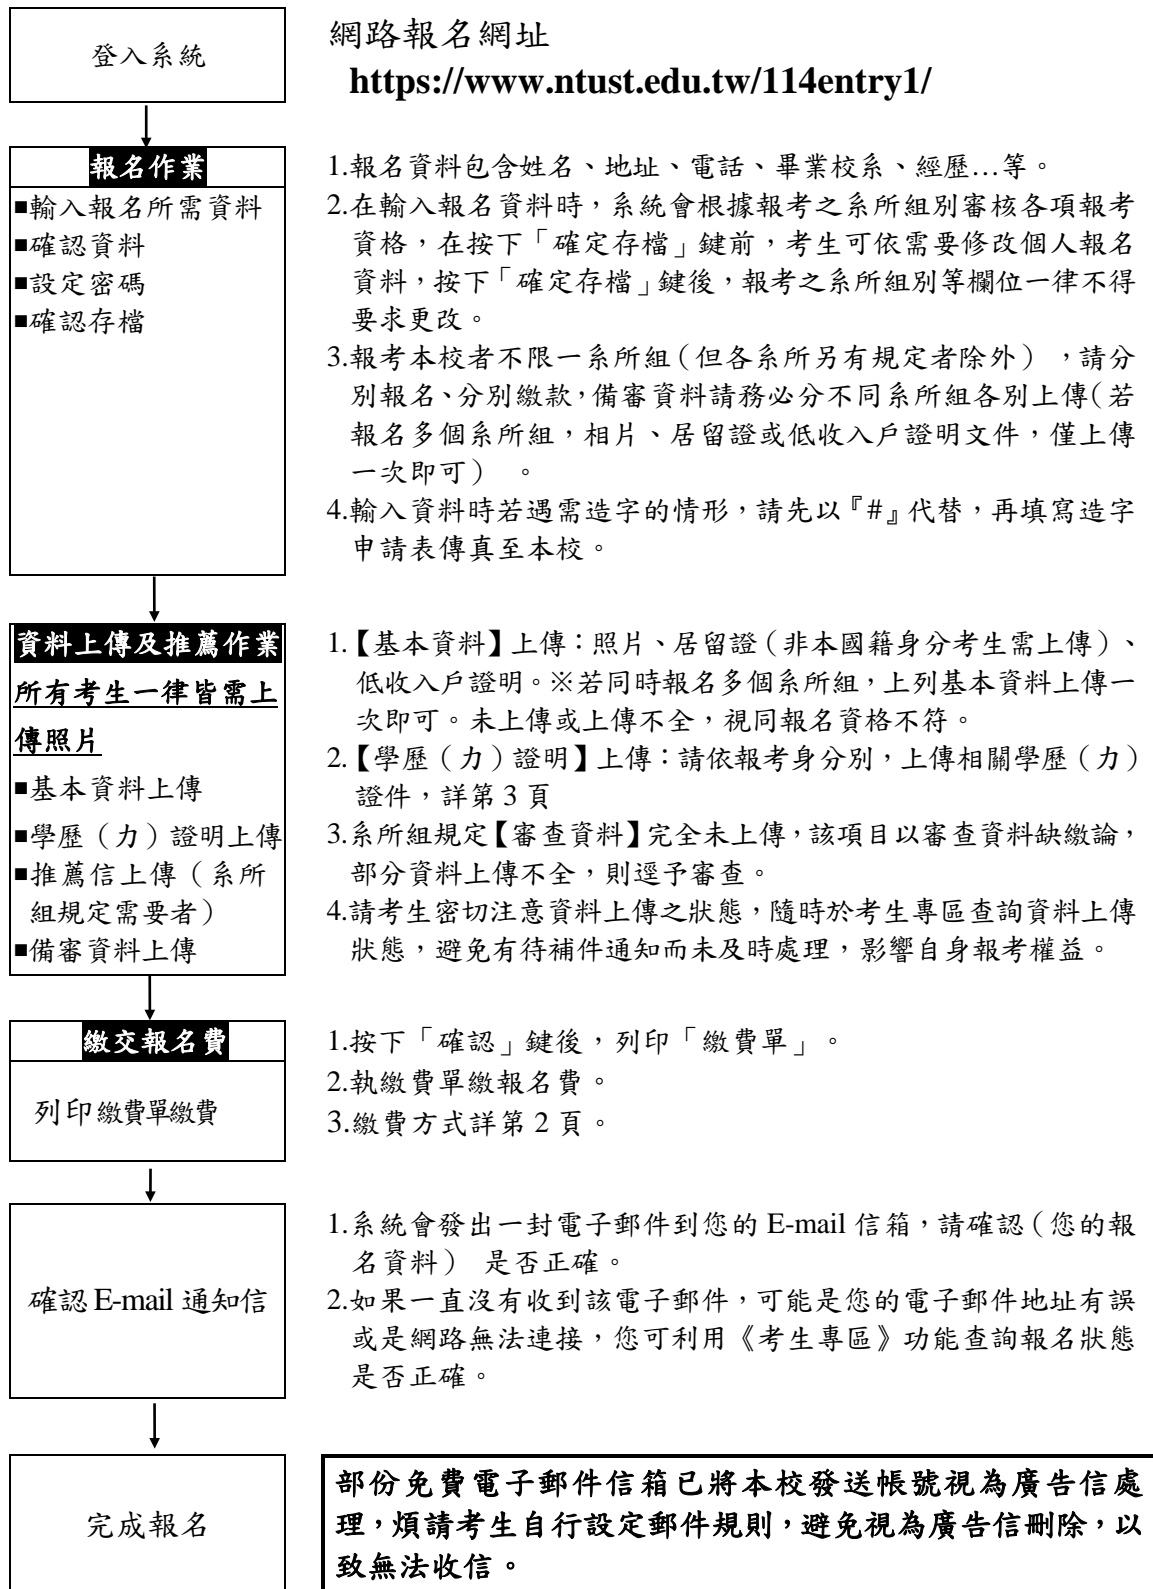 登入系統
網路報名網址
https://www.ntust.edu.tw/114entry1/
報名作業
■輸入報名所需資料
■確認資料
■設定密碼
■確認存檔
1.報名資料包含姓名、地址、電話、畢業校系、經歷…等。
2.在輸入報名資料時，系統會根據報考之系所組別審核各項報考
資格，在按下「確定存檔」鍵前，考生可依需要修改個人報名
資料，按下「確定存檔」鍵後，報考之系所組別等欄位一律不得
要求更改。
3.報考本校者不限一系所組（但各系所另有規定者除外），請分
別報名、分別繳款，備審資料請務必分不同系所組各別上傳（若
報名多個系所組，相片、居留證或低收入戶證明文件，僅上傳
一次即可） 。
4.輸入資料時若遇需造字的情形，請先以『#』代替，再填寫造字
申請表傳真至本校。
資料上傳及推薦作業
所有考生一律皆需上
傳照片
■基本資料上傳
■學歷（力）證明上傳
■推薦信上傳（系所
組規定需要者）
■備審資料上傳
1.【基本資料】上傳：照片、居留證（非本國籍身分考生需上傳）、
低收入戶證明。※若同時報名多個系所組，上列基本資料上傳一
次即可。未上傳或上傳不全，視同報名資格不符。
2.【學歷（力）證明】上傳：請依報考身分別，上傳相關學歷（力）
證件，詳第 3 頁
3.系所組規定【審查資料】完全未上傳，該項目以審查資料缺繳論，
部分資料上傳不全，則逕予審查。
4.請考生密切注意資料上傳之狀態，隨時於考生專區查詢資料上傳
狀態，避免有待補件通知而未及時處理，影響自身報考權益。
繳交報名費
列印繳費單繳費
1.按下「確認」鍵後，列印「繳費單」。
2.執繳費單繳報名費。
3.繳費方式詳第 2 頁。
確認 E-mail 通知信
1.系統會發出一封電子郵件到您的 E-mail 信箱，請確認（您的報
名資料） 是否正確。
2.如果一直沒有收到該電子郵件，可能是您的電子郵件地址有誤
或是網路無法連接，您可利用《考生專區》功能查詢報名狀態
是否正確。
完成報名
部份免費電子郵件信箱已將本校發送帳號視為廣告信處
理，煩請考生自行設定郵件規則，避免視為廣告信刪除，以
致無法收信。